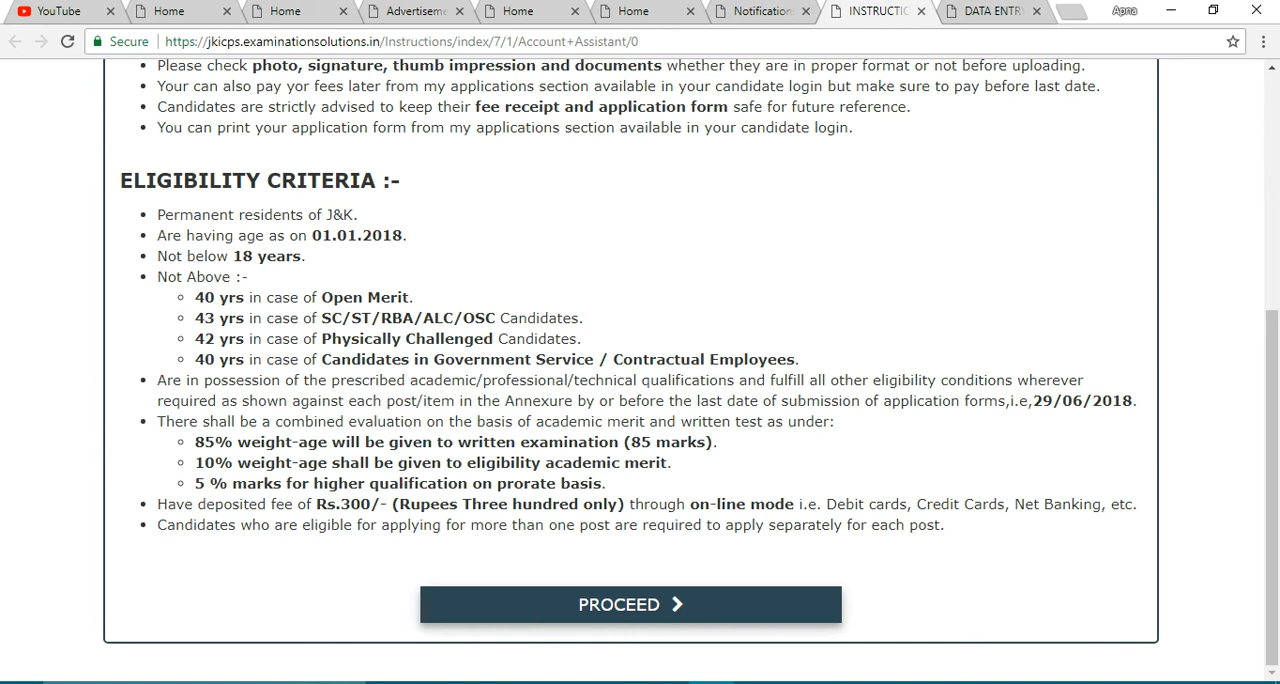 YouTube
Home
Home
Advertiseme
Home
Home
Notification
INSTRUCTIO
DATA ENTR
Apna
Secure
https://jkicps.examinationsolutions.in/Instructions/index/7/1/Account+Assistant/0
Please check photo, signature, thumb impression and documents whether they are in proper format or not before uploading.
Your can also pay yor fees later from my applications section available in your candidate login but make sure to pay before last date.
Candidates are strictly advised to keep their fee receipt and application form safe for future reference.
You can print your application form from my applications section available in your candidate login.
ELIGIBILITY CRITERIA :-
Permanent residents of J&K.
Are having age as on 01.01.2018.
Not below 18 years.
Not Above :-
40 yrs in case of Open Merit.
43 yrs in case of SC/ST/RBA/ALC/OSC Candidates.
42 yrs in case of Physically Challenged Candidates.
40 yrs in case of Candidates in Government Service / Contractual Employees.
Are in possession of the prescribed academic/professional/technical qualifications and fulfill all other eligibility conditions wherever
required as shown against each post/item in the Annexure by or before the last date of submission of application forms,i.e,29/06/2018.
There shall be a combined evaluation on the basis of academic merit and written test as under:
85% weight-age will be given to written examination (85 marks).
10% weight-age shall be given to eligibility academic merit.
5 % marks for higher qualification on prorate basis.
Have deposited fee of Rs.300/- (Rupees Three hundred only) through on-line mode i.e. Debit cards, Credit Cards, Net Banking, etc.
Candidates who are eligible for applying for more than one post are required to apply separately for each post.
PROCEED